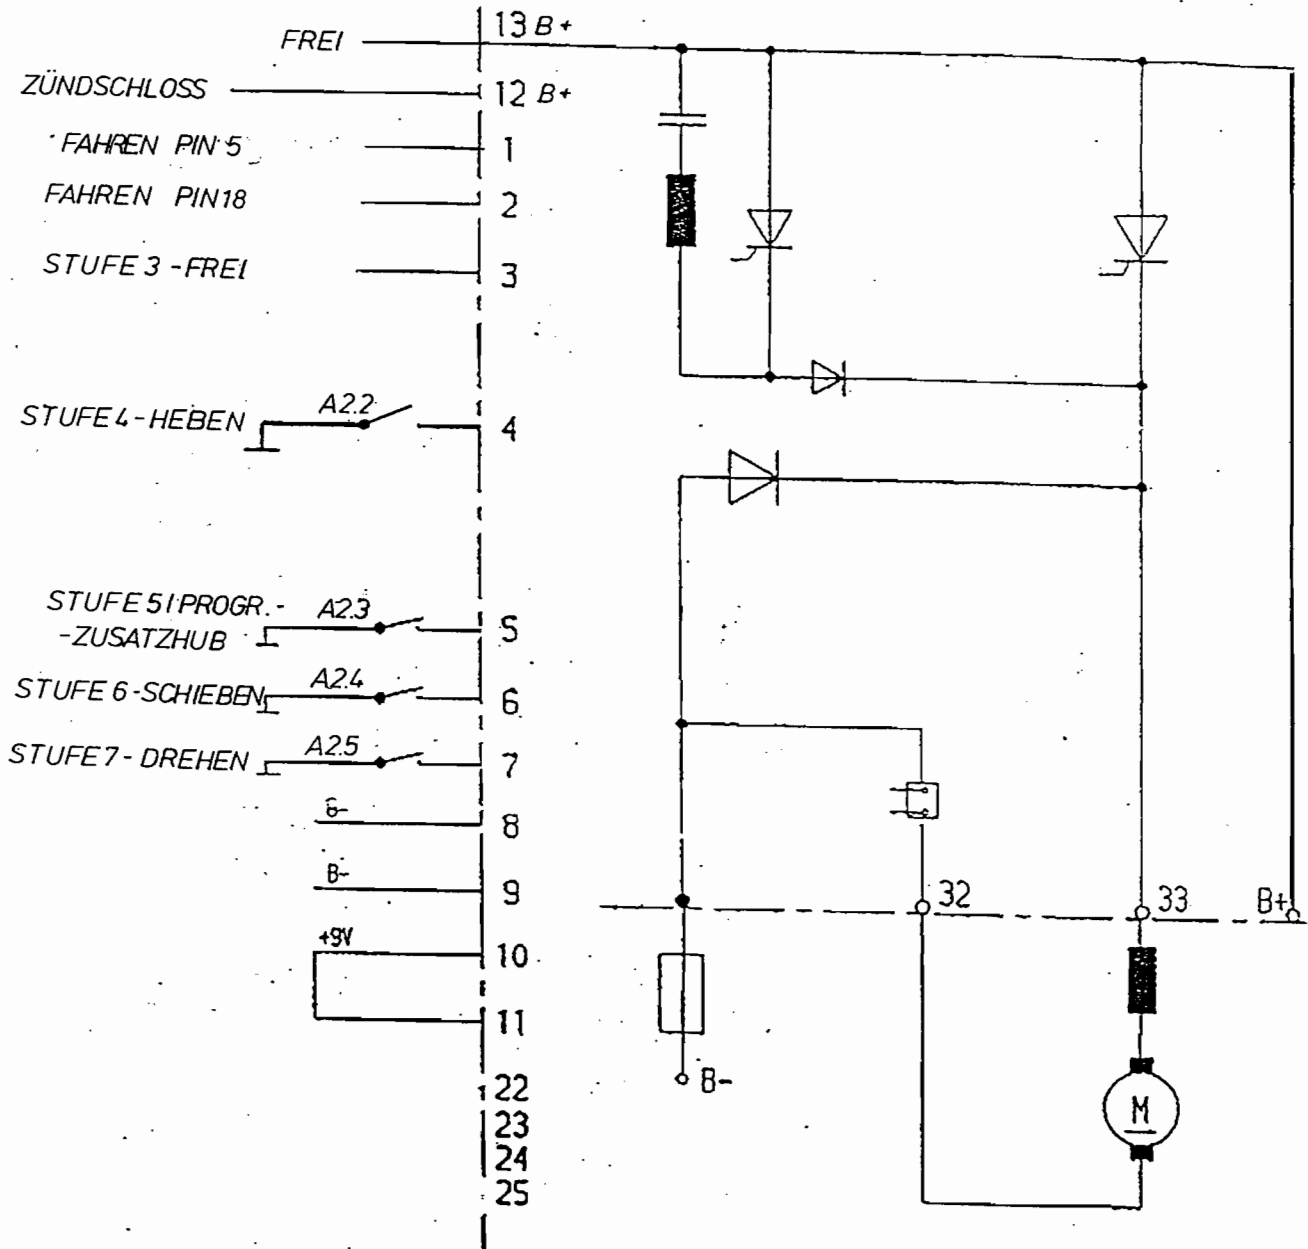 FREI 13 B+
ZÜNDSCHLOSS 12 B+
FAHREN PIN 5 1
FAHREN PIN 18 2
STUFE 3 - FREI 3
STUFE 4 - HEBEN A2.2 4
STUFE 5 / PROGR. - A2.3 5
-ZUSATZHUB
STUFE 6 - SCHIEBEN A2.4 6
STUFE 7 - DREHEN A2.5 7
B- 8
B- 9
32 33 B+
+9V 10
11
B-
22
M
23
24
25